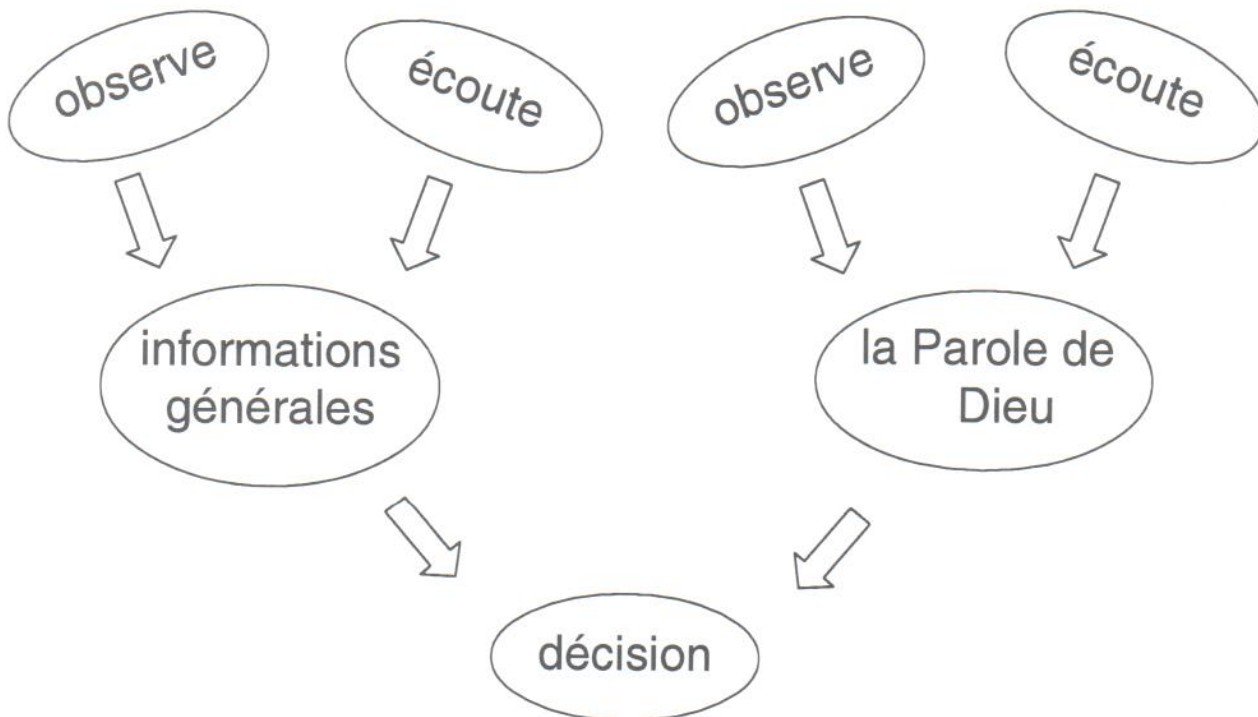 observe
écoute
observe
écoute
informations
générales
la Parole de
Dieu
décision